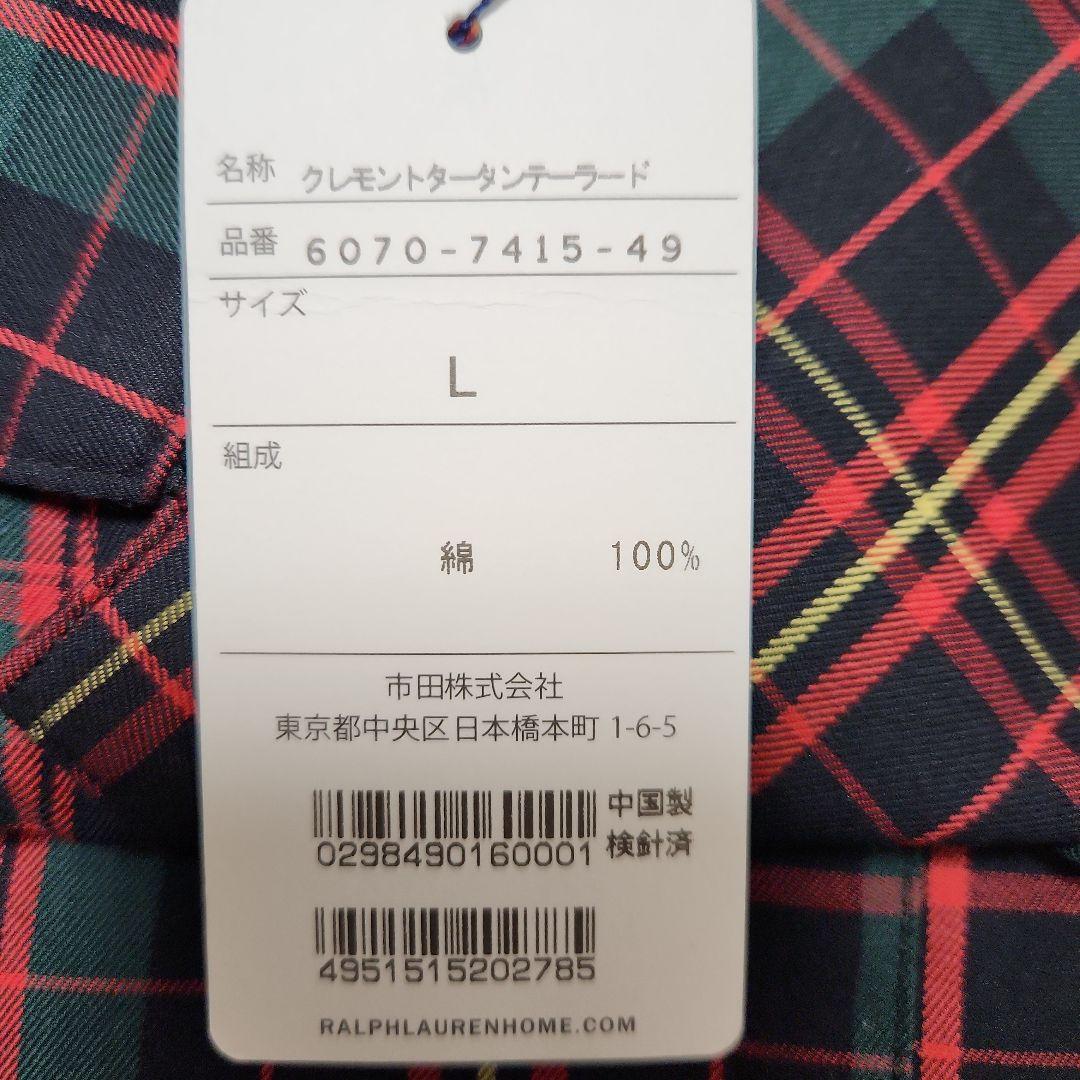 名称 クレモントタータンテーラード
品番 6070-7415-49
サイズ
L
組成
綿 100%
市田株式会社
東京都中央区日本橋本町 1-6-5
中国製
0298490160001 検針済
4951515202785
RALPHLAURENHOME.COM